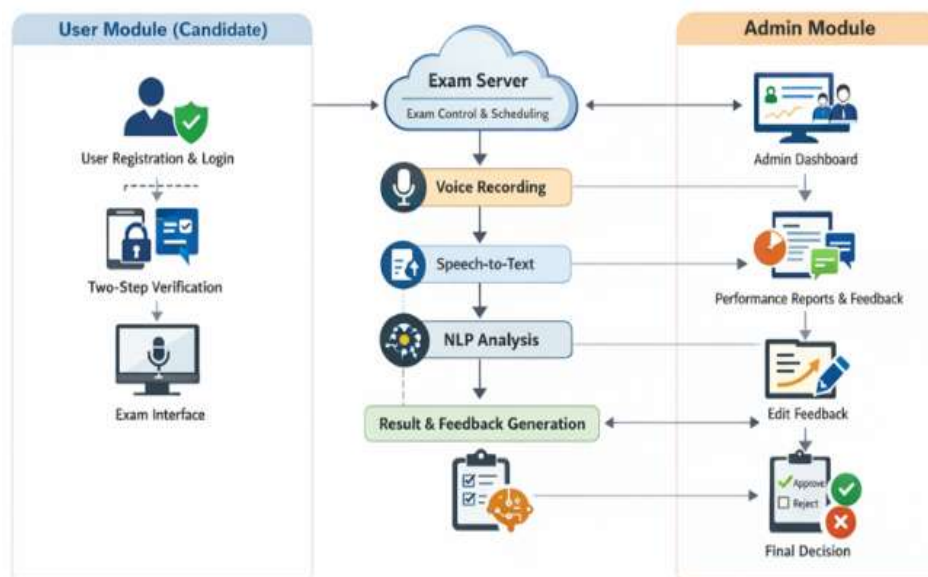 User Module (Candidate)
User Registration & Login
Two-Step Verification
Exam Interface
Exam Server
Exam Control & Scheduling
Voice Recording
Speech-to-Text
NLP Analysis
Result & Feedback Generation
Admin Module
Admin Dashboard
Performance Reports & Feedback
Edit Feedback
Approve
Reject
Final Decision